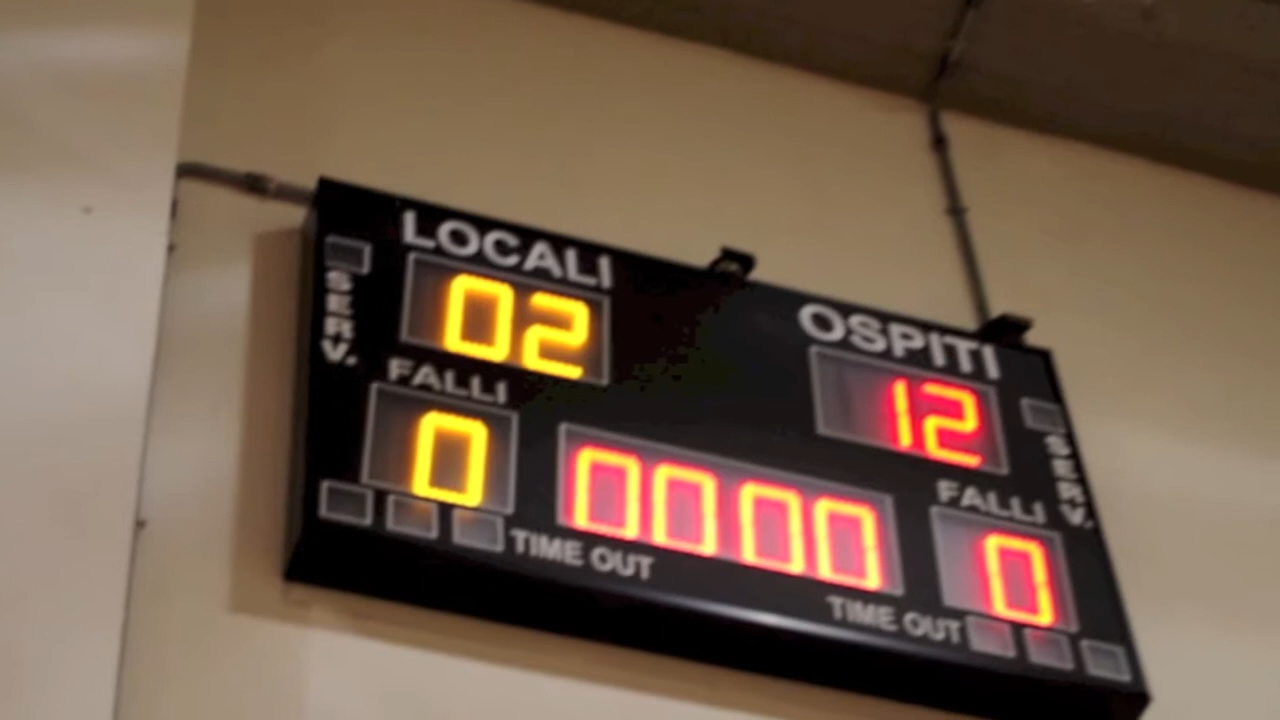 LOCALI
OSPITI
SERV.
02
12
SERV.
FALLI
0
0000
FALLI
0
TIME OUT
TIME OUT